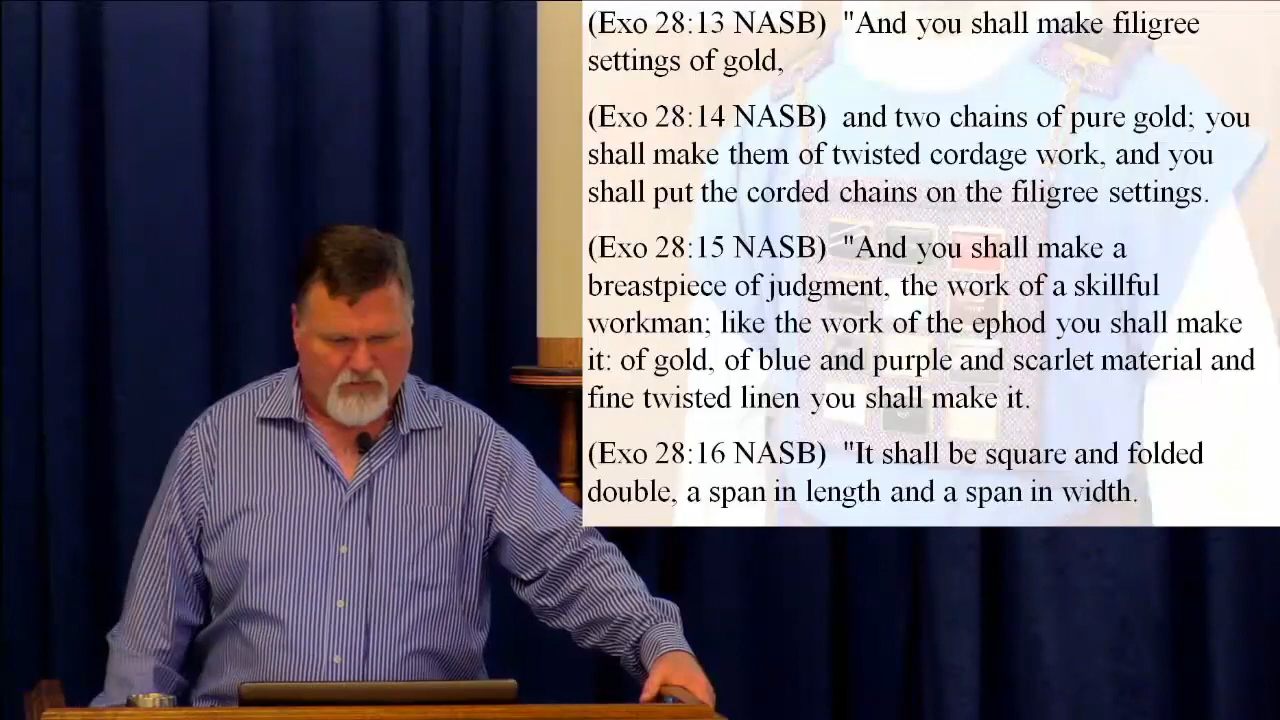 (Exo 28:13 NASB)  "And you shall make filigree
settings of gold,
(Exo 28:14 NASB)  and two chains of pure gold; you
shall make them of twisted cordage work, and you
shall put the corded chains on the filigree settings.
(Exo 28:15 NASB)  "And you shall make a
breastpiece of judgment, the work of a skillful
workman; like the work of the ephod you shall make
it: of gold, of blue and purple and scarlet material and
fine twisted linen you shall make it.
(Exo 28:16 NASB)  "It shall be square and folded
double, a span in length and a span in width.